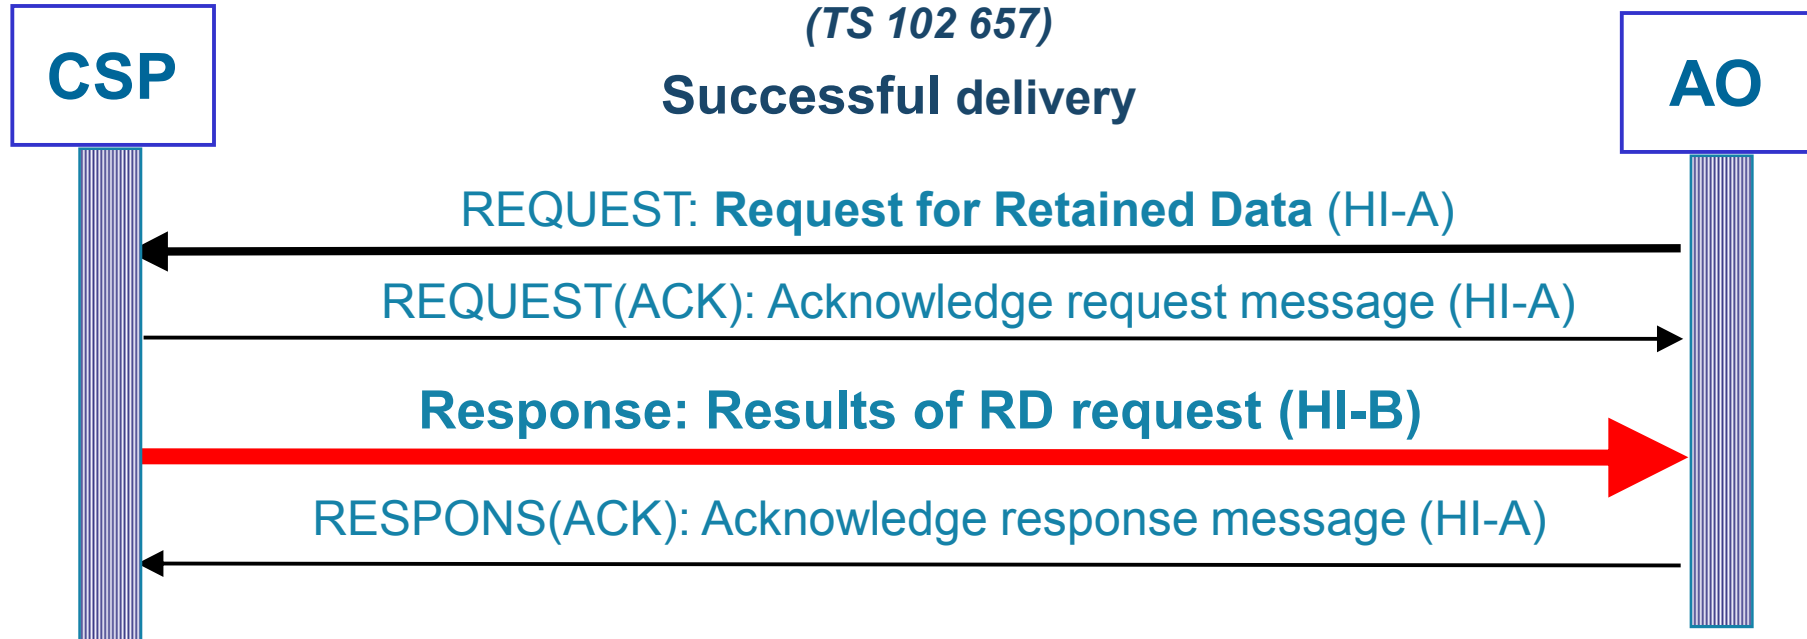 (TS 102 657)
CSP
Successful delivery
AO
REQUEST: Request for Retained Data (HI-A)
REQUEST(ACK): Acknowledge request message (HI-A)
Response: Results of RD request (HI-B)
RESPONS(ACK): Acknowledge response message (HI-A)